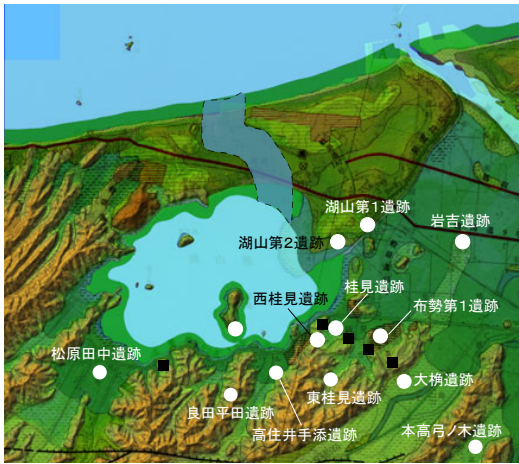 湖山第1遺跡
岩吉遺跡
湖山第2遺跡
桂見遺跡
西桂見遺跡
布勢第1遺跡
松原田中遺跡
大桷遺跡
東桂見遺跡
良田平田遺跡
高住井手添遺跡
本高弓ノ木遺跡